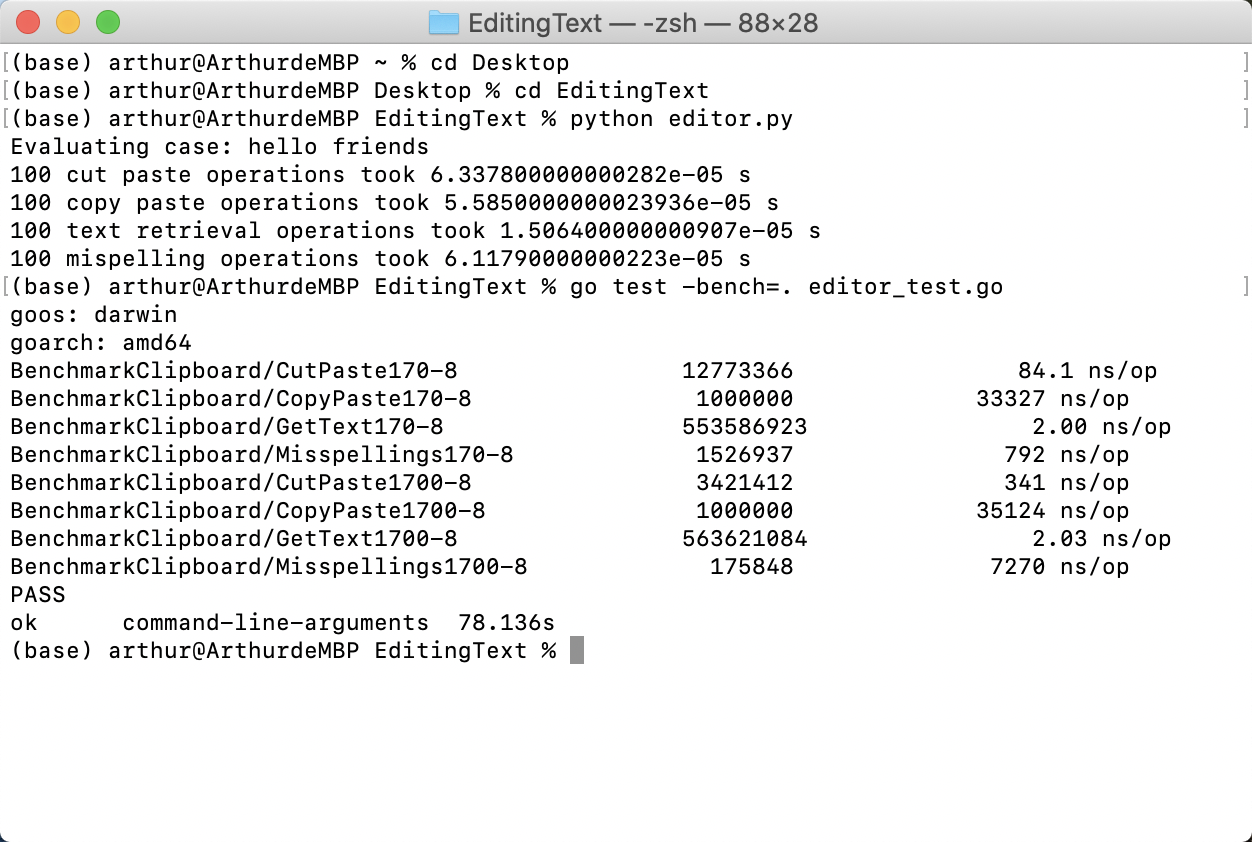 EditingText — -zsh — 88×28
[(base) arthur@ArthurdeMBP ~ % cd Desktop ]
[(base) arthur@ArthurdeMBP Desktop % cd EditingText ]
[(base) arthur@ArthurdeMBP EditingText % python editor.py ]
Evaluating case: hello friends
100 cut paste operations took 6.337800000000282e-05 s
100 copy paste operations took 5.5850000000023936e-05 s
100 text retrieval operations took 1.506400000000907e-05 s
100 mispelling operations took 6.11790000000223e-05 s
[(base) arthur@ArthurdeMBP EditingText % go test -bench=. editor_test.go ]
goos: darwin
goarch: amd64
BenchmarkClipboard/CutPaste170-8 12773366 84.1 ns/op
BenchmarkClipboard/CopyPaste170-8 1000000 33327 ns/op
BenchmarkClipboard/GetText170-8 553586923 2.00 ns/op
BenchmarkClipboard/Misspellings170-8 1526937 792 ns/op
BenchmarkClipboard/CutPaste1700-8 3421412 341 ns/op
BenchmarkClipboard/CopyPaste1700-8 1000000 35124 ns/op
BenchmarkClipboard/GetText1700-8 563621084 2.03 ns/op
BenchmarkClipboard/Misspellings1700-8 175848 7270 ns/op
PASS
ok command-line-arguments 78.136s
(base) arthur@ArthurdeMBP EditingText %